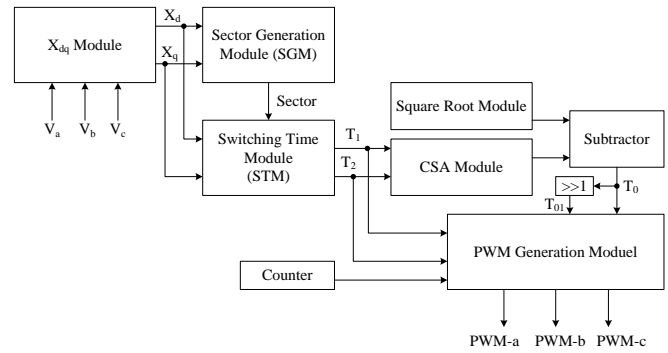 X_d
X_dq Module
X_q
Sector Generation
Module (SGM)
V_a
V_b
V_c
Sector
Switching Time
Module
(STM)
T_1
T_2
Square Root Module
CSA Module
Subtractor
>>1
T_0
T_01
PWM Generation Moduel
Counter
PWM-a
PWM-b
PWM-c